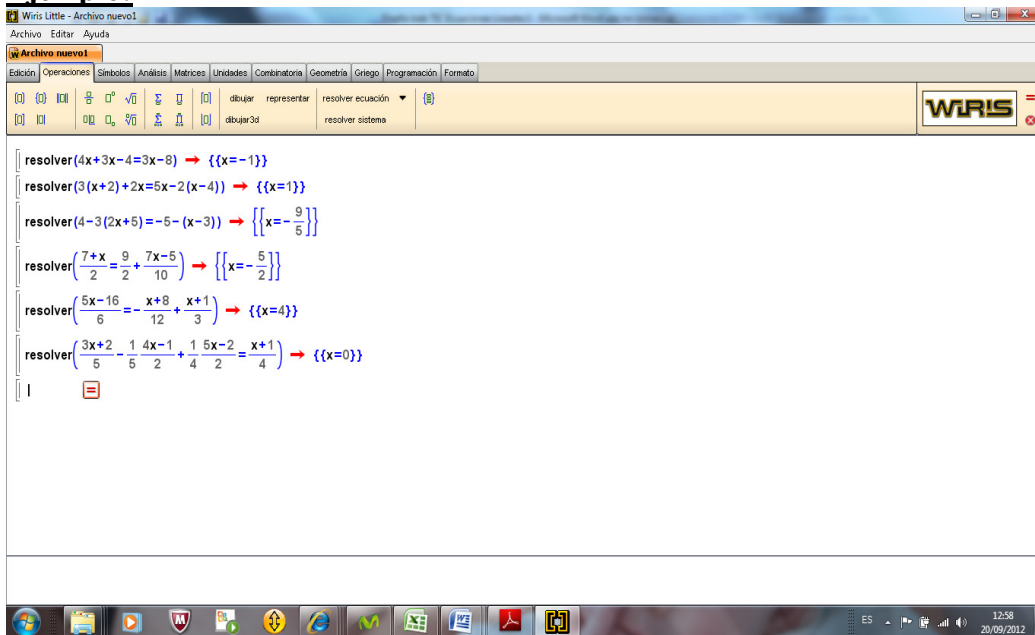 Ejemplos
Wiris Little - Archivo nuevo1
Archivo Editar Ayuda
Archivo nuevo1
Edición Operaciones Símbolos Análisis Matrices Unidades Combinatoria Geometría Griego Programación Formato
dibujar representar resolver ecuación
dibujar3d resolver sistema
WiRIS
resolver(4x+3x-4=3x-8) → {{x=-1}}
resolver(3(x+2)+2x=5x-2(x-4)) → {{x=1}}
resolver(4-3(2x+5)=-5-(x-3)) → {{x=-9/5}}
resolver((7+x)/2=9/2+(7x-5)/10) → {{x=-5/2}}
resolver((5x-16)/6=-(x+8)/12+(x+1)/3) → {{x=4}}
resolver((3x+2)/5-1/5 (4x-1)/2+1/4 (5x-2)/2=(x+1)/4) → {{x=0}}
=
ES 12:58
20/09/2012